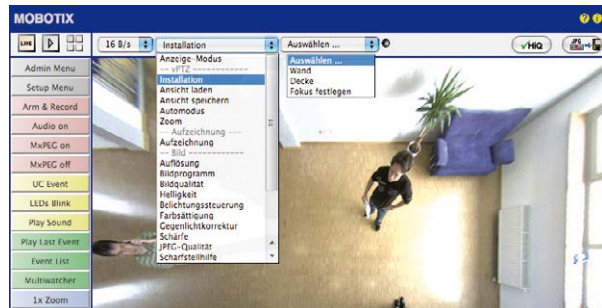 MOBOTIX
LIVE
16 B/s
Installation
Auswählen ...
HiQ
JPG
Admin Menu
Setup Menu
Arm & Record
Audio on
MxPEG on
MxPEG off
UC Event
LEDs Blink
Play Sound
Play Last Event
Event List
Multiwatcher
1x Zoom
Anzeige-Modus
-- vPTZ ------------
Installation
Ansicht laden
Ansicht speichern
Automodus
Zoom
-- Aufzeichnung ---
Aufzeichnung
-- Bild ------------
Auflösung
Bildprogramm
Bildqualität
Helligkeit
Belichtungssteuerung
Farbsättigung
Gegenlichtkorrektur
Schärfe
JPEG-Qualität
Scharfstellhilfe
Auswählen ...
Wand
Decke
Fokus festlegen